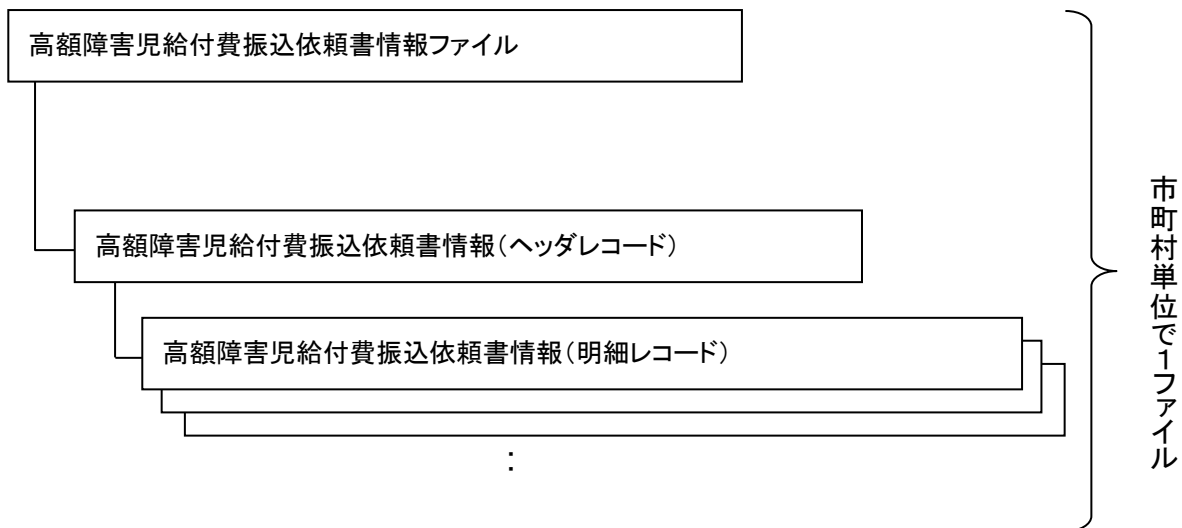 高額障害児給付費振込依頼書情報ファイル
高額障害児給付費振込依頼書情報(ヘッダレコード)
高額障害児給付費振込依頼書情報(明細レコード)
:
市町村単位で1ファイル